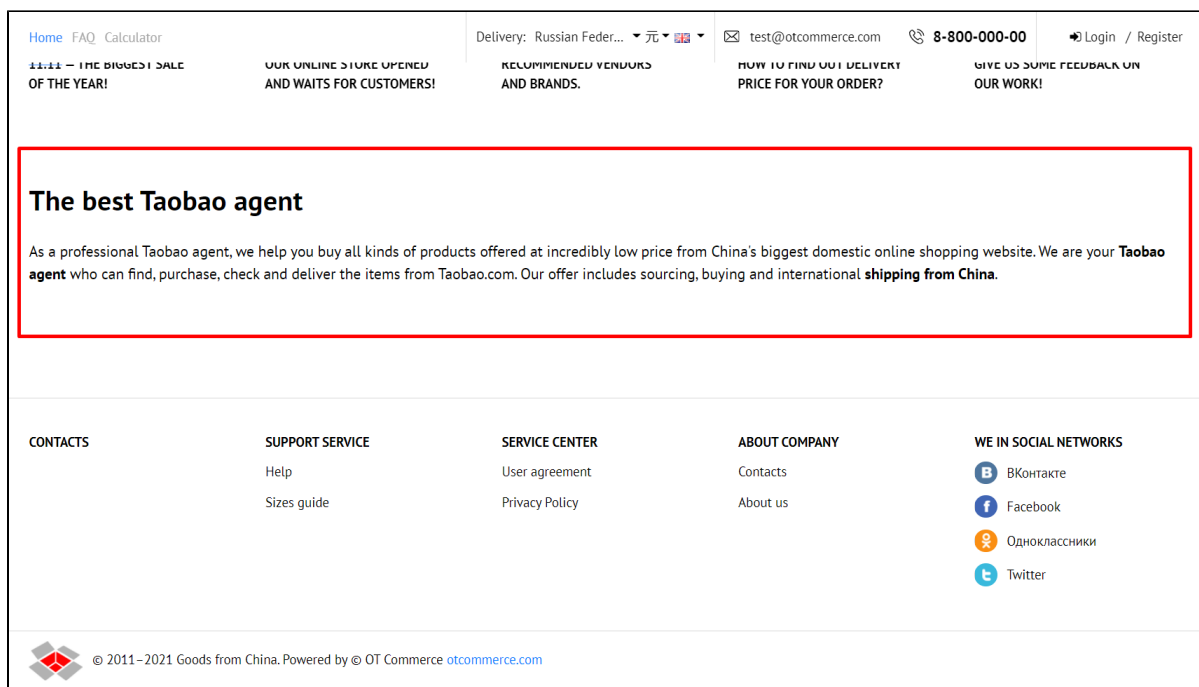 Home FAQ Calculator Delivery: Russian Feder... 元 test@otcommerce.com 8-800-000-00 Login / Register
11.11 – THE BIGGEST SALE
OF THE YEAR!
OUR ONLINE STORE OPENED
AND WAITS FOR CUSTOMERS!
RECOMMENDED VENDORS
AND BRANDS.
HOW TO FIND OUT DELIVERY
PRICE FOR YOUR ORDER?
GIVE US SOME FEEDBACK ON
OUR WORK!
The best Taobao agent
As a professional Taobao agent, we help you buy all kinds of products offered at incredibly low price from China's biggest domestic online shopping website. We are your Taobao
agent who can find, purchase, check and deliver the items from Taobao.com. Our offer includes sourcing, buying and international shipping from China.
CONTACTS
SUPPORT SERVICE
Help
Sizes guide
SERVICE CENTER
User agreement
Privacy Policy
ABOUT COMPANY
Contacts
About us
WE IN SOCIAL NETWORKS
ВКонтакте
Facebook
Одноклассники
Twitter
© 2011–2021 Goods from China. Powered by © OT Commerce otcommerce.com